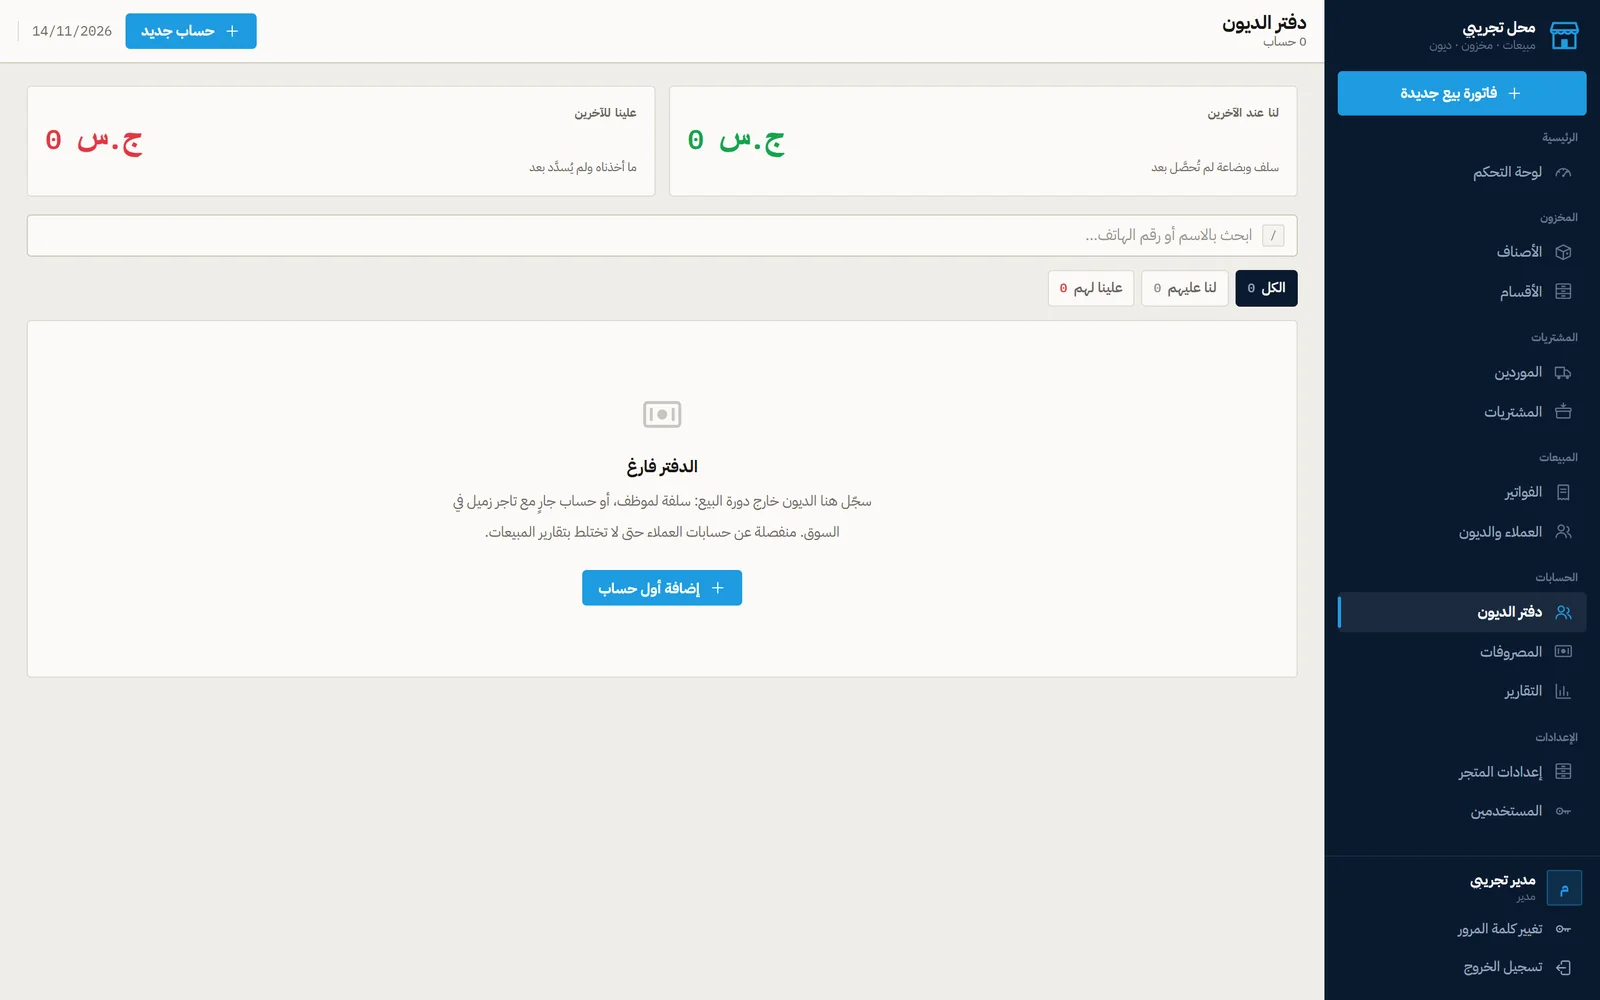 محل تجريبي
مبيعات · مخزون · ديون
فاتورة بيع جديدة
الرئيسية
لوحة التحكم
المخزون
الأصناف
الأقسام
المشتريات
الموردين
المشتريات
المبيعات
الفواتير
العملاء والديون
الحسابات
دفتر الديون
المصروفات
التقارير
الإعدادات
إعدادات المتجر
المستخدمين
م
مدير تجريبي
مدير
تغيير كلمة المرور
تسجيل الخروج
دفتر الديون
0 حساب
حساب جديد
14/11/2026
لنا عند الآخرين
ج.س 0
سلف وبضاعة لم تُحصَّل بعد
علينا للآخرين
ج.س 0
ما أخذناه ولم يُسدَّد بعد
/ ابحث بالاسم أو رقم الهاتف...
الكل 0
لنا عليهم 0
علينا لهم 0
الدفتر فارغ
سجّل هنا الديون خارج دورة البيع: سلفة لموظف، أو حساب جارٍ مع تاجر زميل في
السوق. منفصلة عن حسابات العملاء حتى لا تختلط بتقارير المبيعات.
إضافة أول حساب